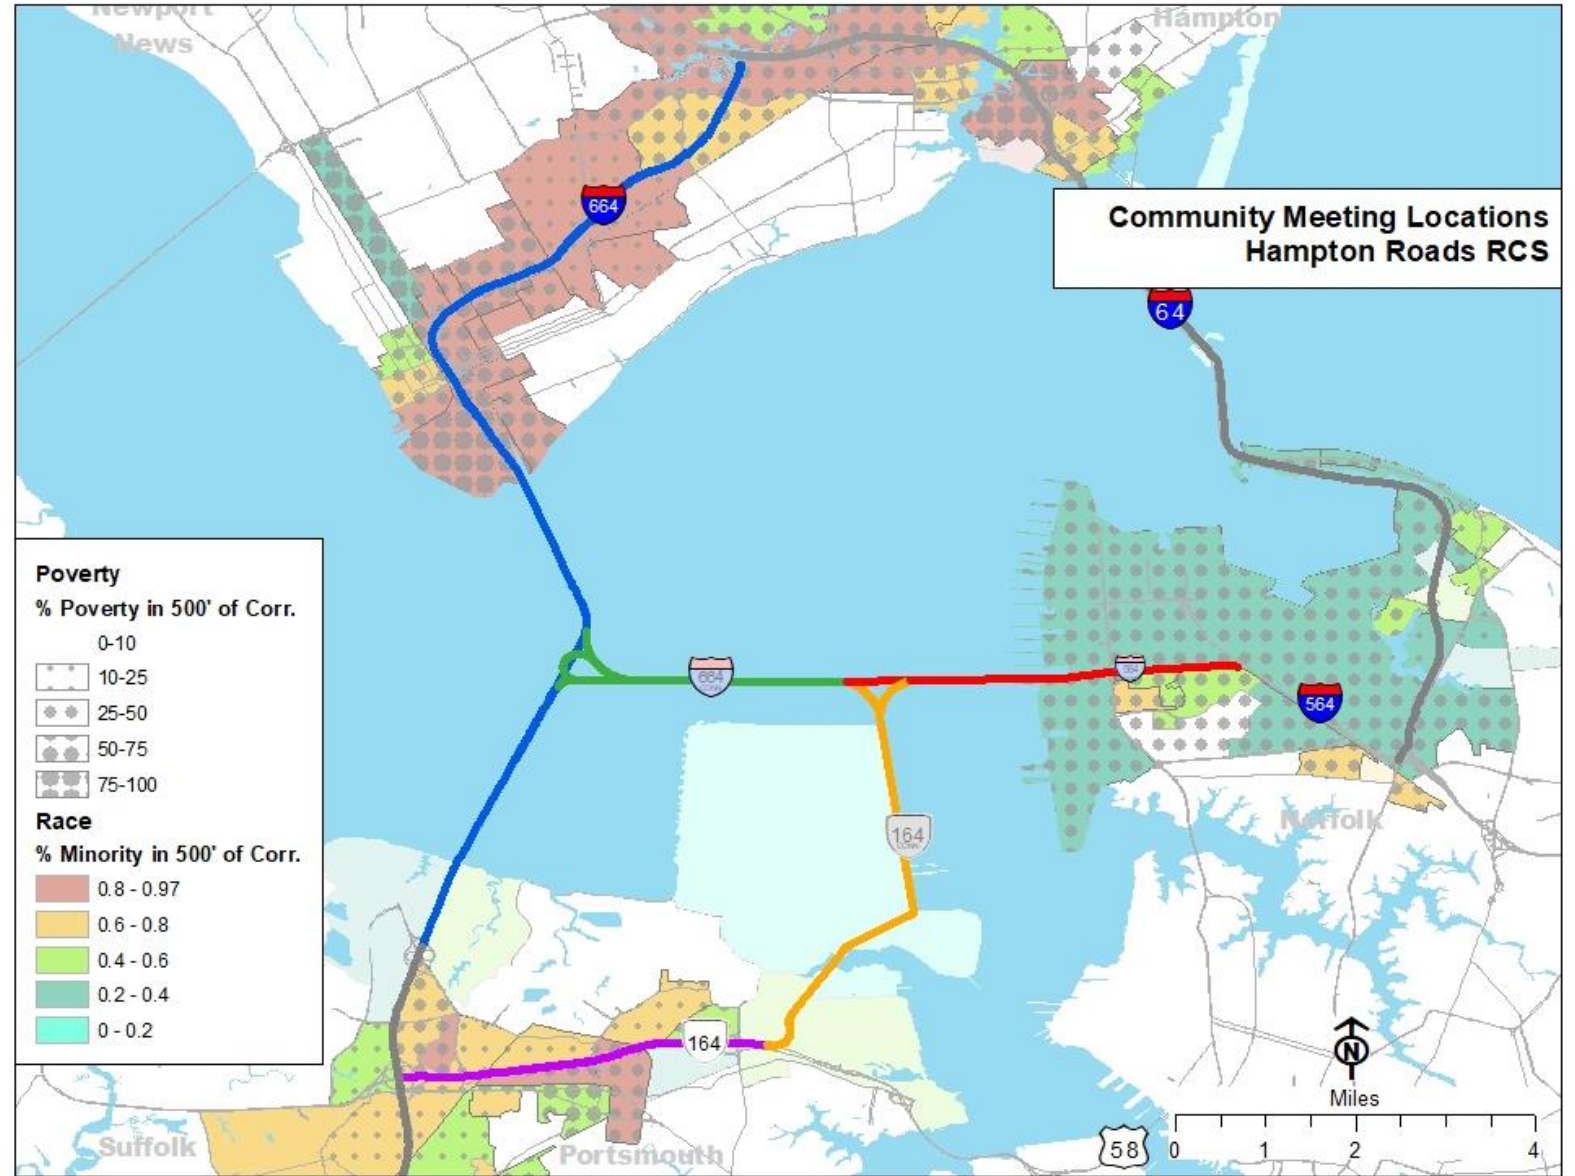 Newport
News
Hampton
664
Community Meeting Locations
Hampton Roads RCS
64
Poverty
% Poverty in 500' of Corr.
0-10
10-25
25-50
50-75
75-100
Race
% Minority in 500' of Corr.
0.8 - 0.97
0.6 - 0.8
0.4 - 0.6
0.2 - 0.4
0 - 0.2
664
CONN
564
564
164
CONN
Norfolk
164
N
Miles
0 1 2 4
58
Suffolk
Portsmouth